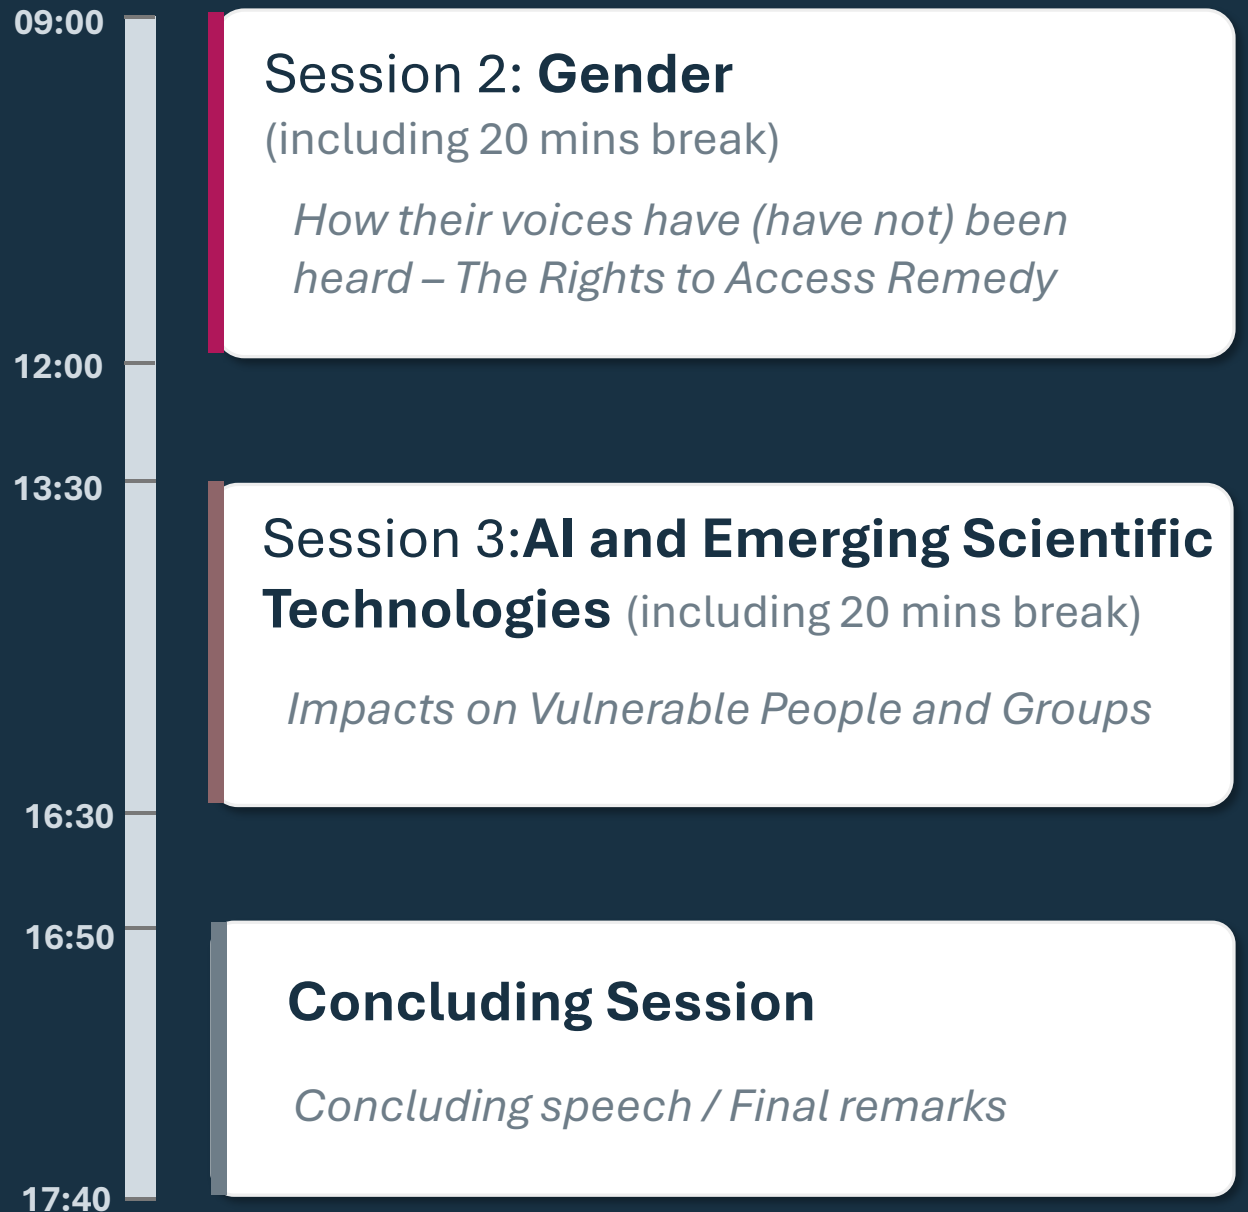 09:00
Session 2: Gender
(including 20 mins break)
How their voices have (have not) been
heard – The Rights to Access Remedy
12:00
13:30
Session 3:AI and Emerging Scientific
Technologies (including 20 mins break)
Impacts on Vulnerable People and Groups
16:30
16:50
Concluding Session
Concluding speech / Final remarks
17:40